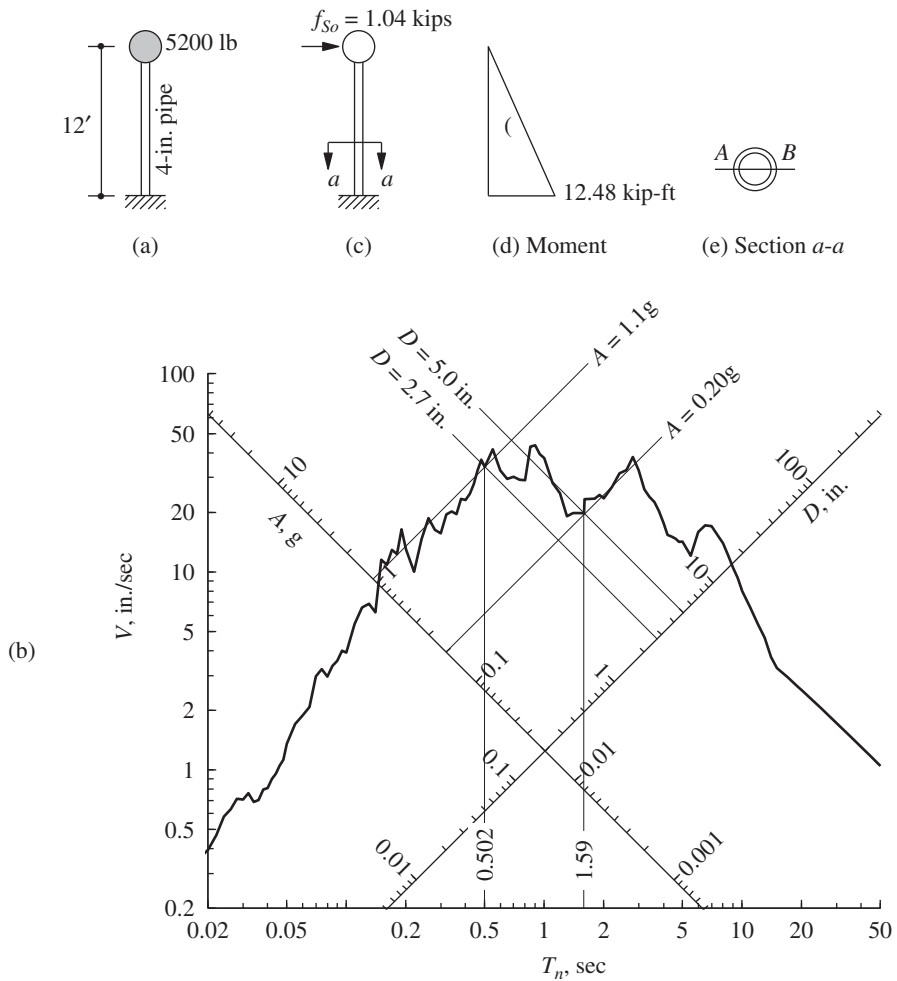 5200 lb
12′
4-in. pipe
(a)
f_So = 1.04 kips
a a
(c)
12.48 kip-ft
(d) Moment
A B
(e) Section a-a
(b)
A = 1.1g
D = 5.0 in.
D = 2.7 in.
A = 0.20g
100
50
20
10
5
2
1
0.5
0.2
V, in./sec
10
A, g
1
0.1
0.01
0.001
100
D, in.
10
1
0.1
0.01
0.502
1.59
0.02 0.05 0.2 0.5 1 2 5 10 20 50
T_n, sec